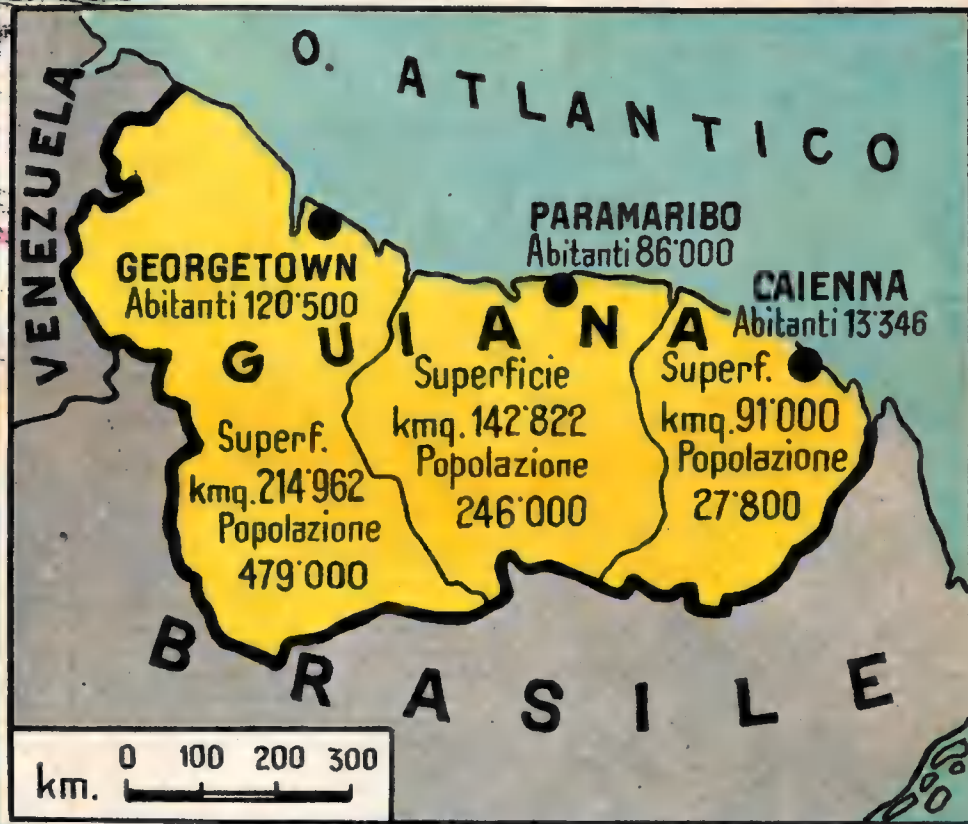 O. ATLANTICO
VENEZUELA
PARAMARIBO
Abitanti 86'000
GEORGETOWN
Abitanti 120'500
CAIENNA
Abitanti 13'346
GUIANA
Superf.
kmq. 214'962
Popolazione
479'000
Superficie
kmq. 142'822
Popolazione
246'000
Superf.
kmq. 91'000
Popolazione
27'800
BRASILE
km. 0 100 200 300